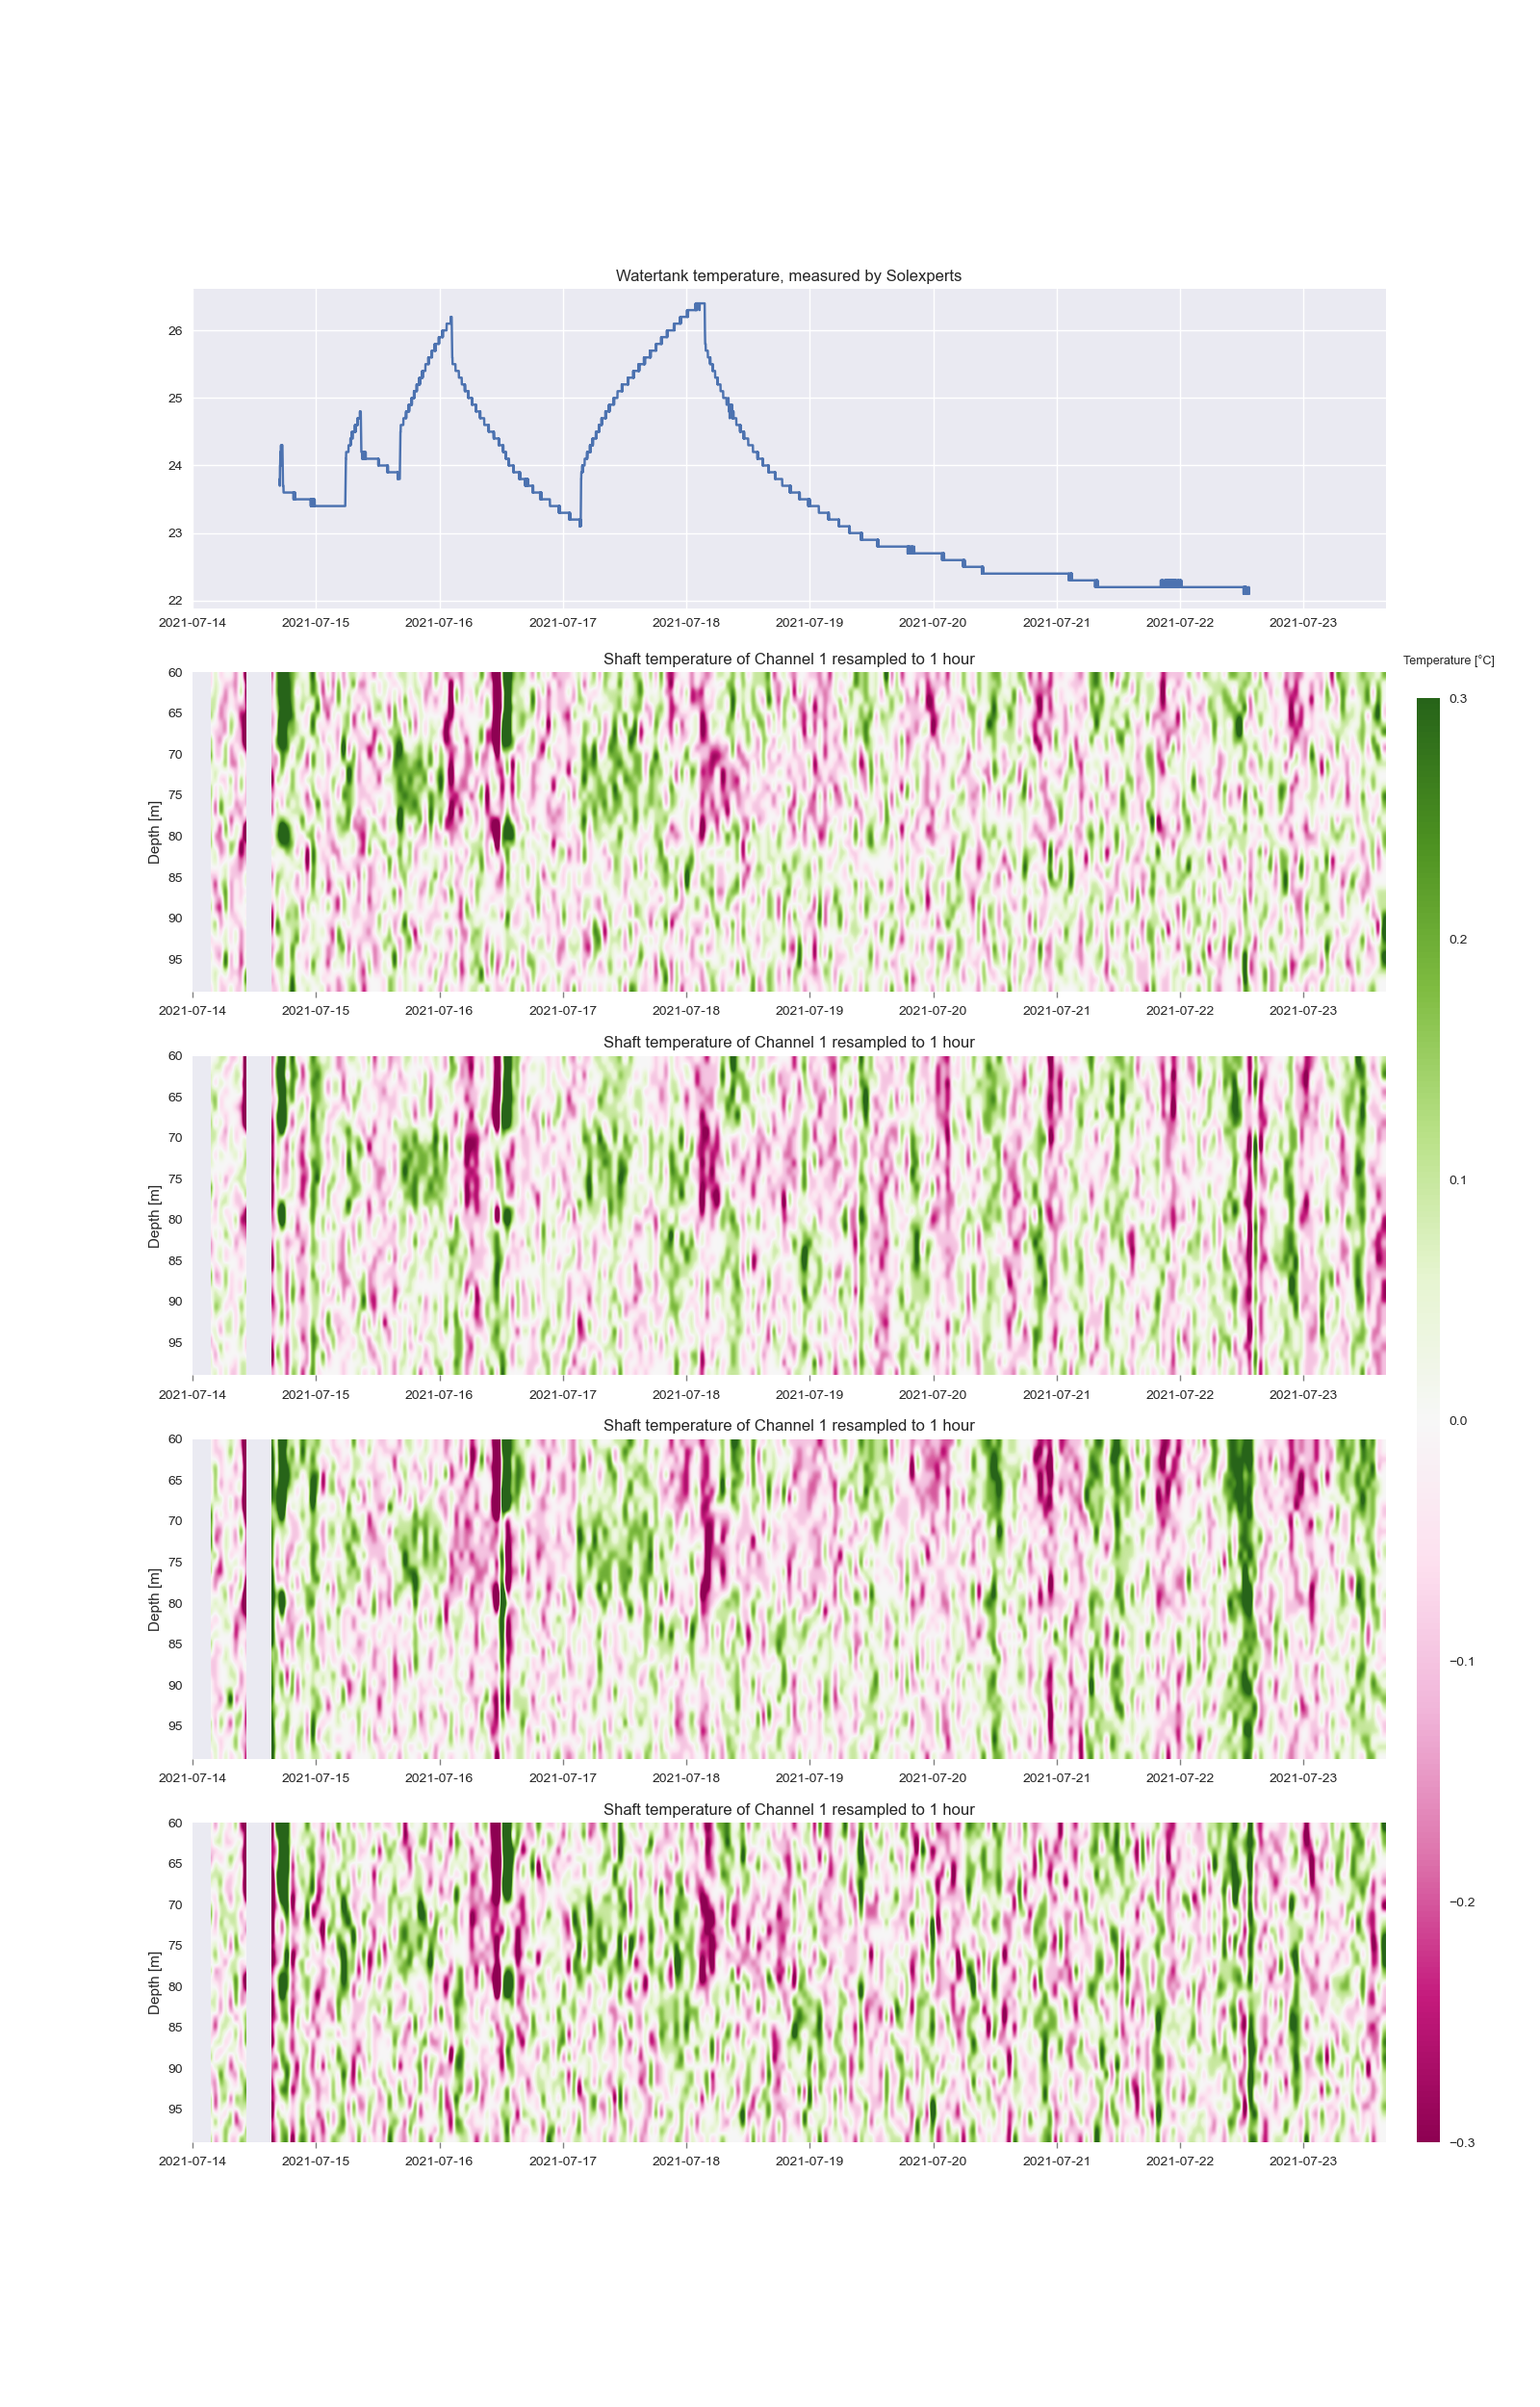 Watertank temperature, measured by Solexperts
26
25
24
23
22
2021-07-14 2021-07-15 2021-07-16 2021-07-17 2021-07-18 2021-07-19 2021-07-20 2021-07-21 2021-07-22 2021-07-23
Shaft temperature of Channel 1 resampled to 1 hour
Temperature [°C]
60
65
70
75
80
85
90
95
Depth [m]
2021-07-14 2021-07-15 2021-07-16 2021-07-17 2021-07-18 2021-07-19 2021-07-20 2021-07-21 2021-07-22 2021-07-23
Shaft temperature of Channel 1 resampled to 1 hour
60
65
70
75
80
85
90
95
Depth [m]
2021-07-14 2021-07-15 2021-07-16 2021-07-17 2021-07-18 2021-07-19 2021-07-20 2021-07-21 2021-07-22 2021-07-23
Shaft temperature of Channel 1 resampled to 1 hour
60
65
70
75
80
85
90
95
Depth [m]
2021-07-14 2021-07-15 2021-07-16 2021-07-17 2021-07-18 2021-07-19 2021-07-20 2021-07-21 2021-07-22 2021-07-23
Shaft temperature of Channel 1 resampled to 1 hour
60
65
70
75
80
85
90
95
Depth [m]
2021-07-14 2021-07-15 2021-07-16 2021-07-17 2021-07-18 2021-07-19 2021-07-20 2021-07-21 2021-07-22 2021-07-23
0.3
0.2
0.1
0.0
−0.1
−0.2
−0.3